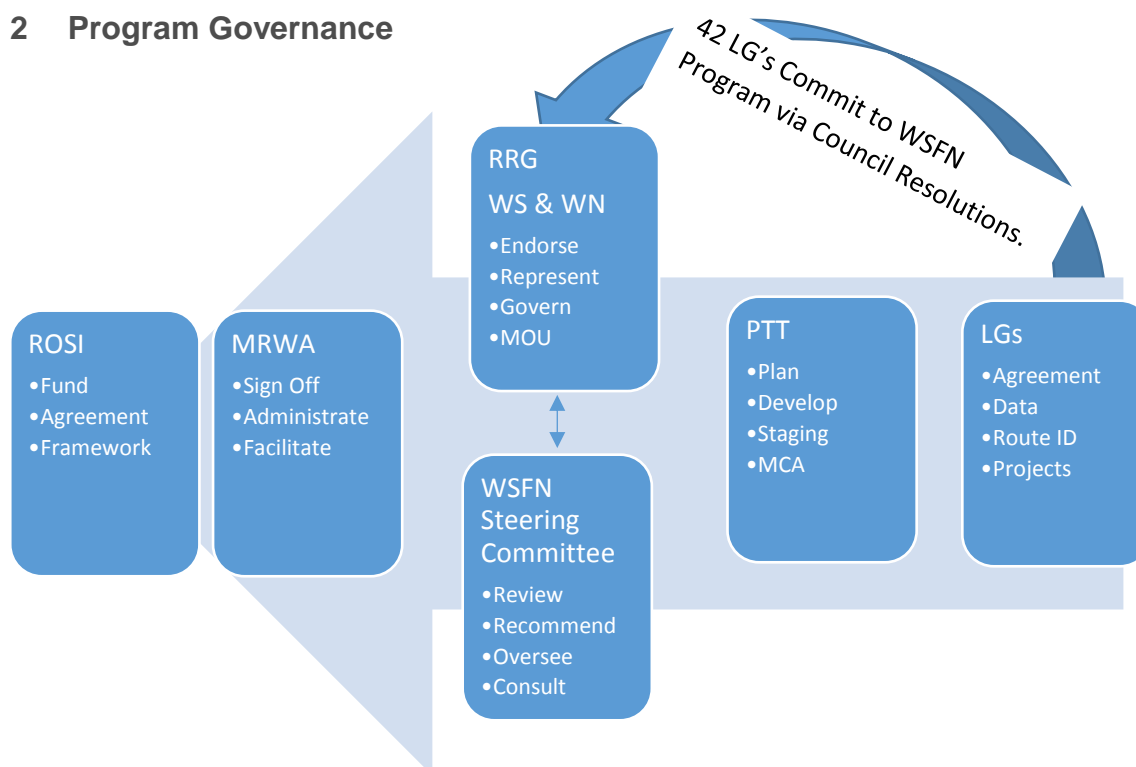 2 Program Governance
42 LG's Commit to WSFN
Program via Council Resolutions.
ROSI
•Fund
•Agreement
•Framework
MRWA
•Sign Off
•Administrate
•Facilitate
RRG
WS & WN
•Endorse
•Represent
•Govern
•MOU
WSFN
Steering
Committee
•Review
•Recommend
•Oversee
•Consult
PTT
•Plan
•Develop
•Staging
•MCA
LGs
•Agreement
•Data
•Route ID
•Projects